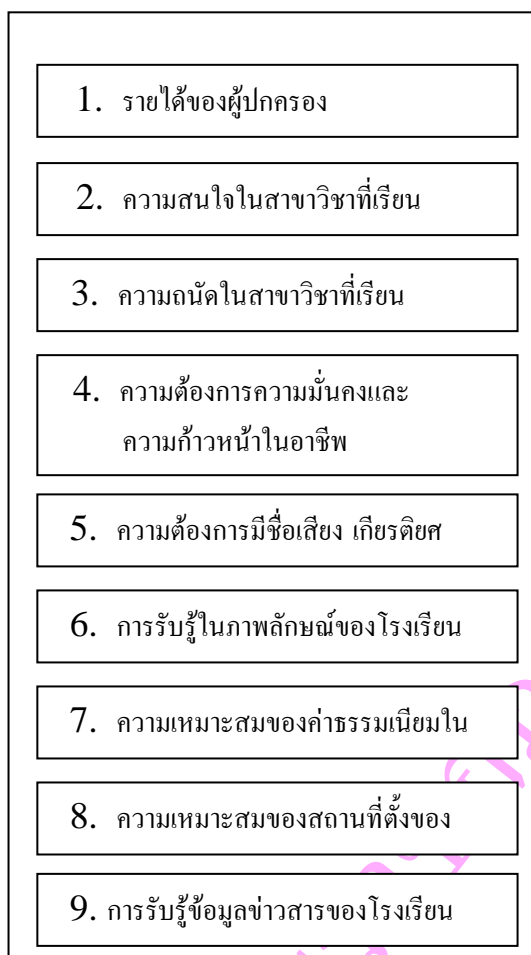 1. รายได้ของผู้ปกครอง
2. ความสนใจในสาขาวิชาที่เรียน
3. ความถนัดในสาขาวิชาที่เรียน
4. ความต้องการความมั่นคงและ
ความก้าวหน้าในอาชีพ
5. ความต้องการมีชื่อเสียง เกียรติยศ
6. การรับรู้ในภาพลักษณ์ของโรงเรียน
7. ความเหมาะสมของค่าธรรมเนียมใน
8. ความเหมาะสมของสถานที่ตั้งของ
9. การรับรู้ข้อมูลข่าวสารของโรงเรียน